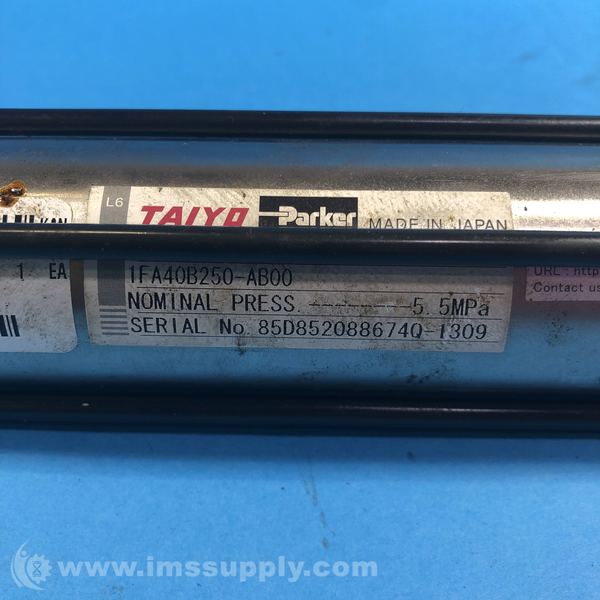 L6 TAIYO Parker MADE IN JAPAN
1 EA
1FA40B250-AB00
NOMINAL PRESS.-------5.5MPa
SERIAL No.85D852088674Q-1309
URL : http
Contact us
www.imssupply.com